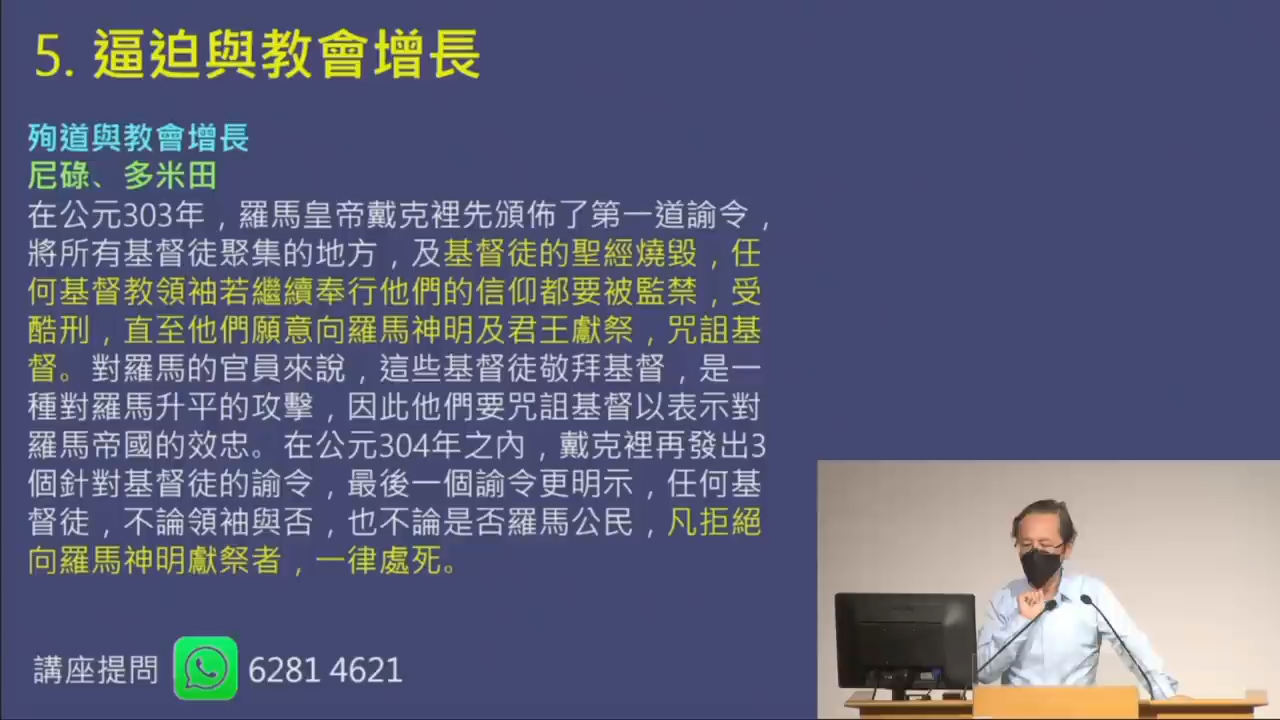 5. 逼迫與教會增長
殉道與教會增長
尼碌、多米田
在公元303年，羅馬皇帝戴克裡先頒佈了第一道諭令，
將所有基督徒聚集的地方，及基督徒的聖經燒毀，任
何基督教領袖若繼續奉行他們的信仰都要被監禁，受
酷刑，直至他們願意向羅馬神明及君王獻祭，咒詛基
督。對羅馬的官員來說，這些基督徒敬拜基督，是一
種對羅馬升平的攻擊，因此他們要咒詛基督以表示對
羅馬帝國的效忠。在公元304年之內，戴克裡再發出3
個針對基督徒的諭令，最後一個諭令更明示，任何基
督徒，不論領袖與否，也不論是否羅馬公民，凡拒絕
向羅馬神明獻祭者，一律處死。
講座提問 6281 4621